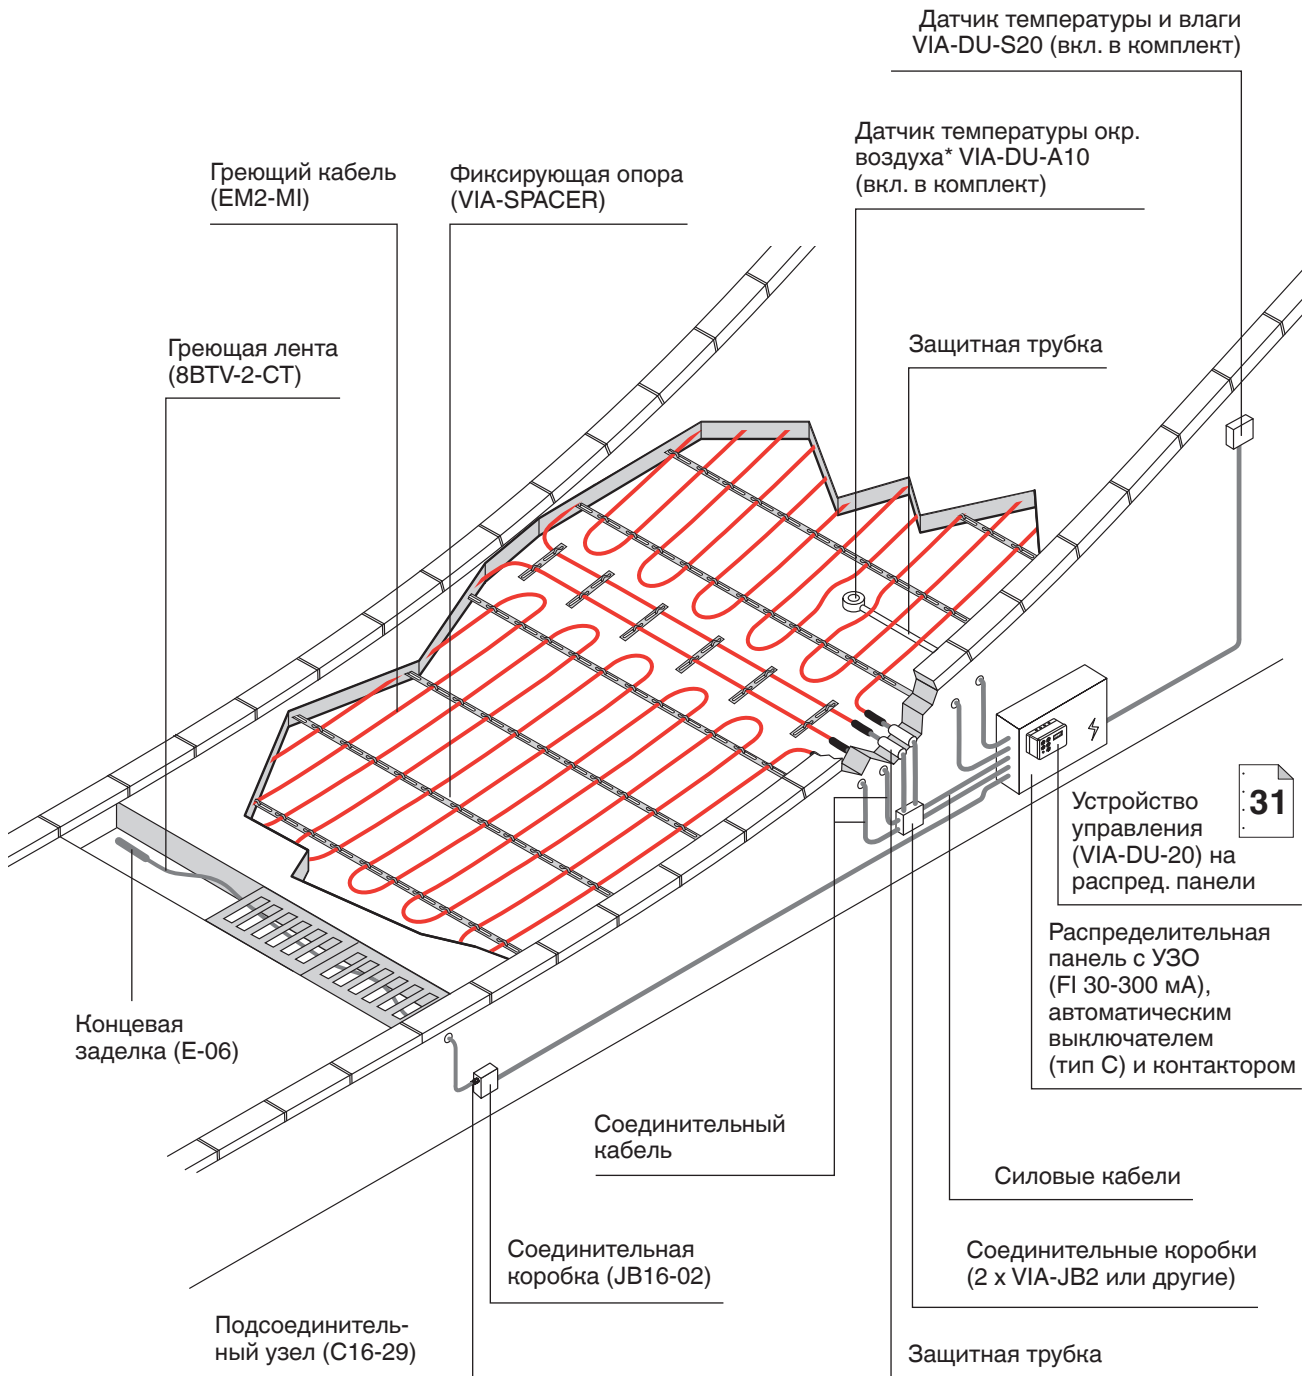 Датчик температуры и влаги
VIA-DU-S20 (вкл. в комплект)
Датчик температуры окр.
воздуха* VIA-DU-A10
(вкл. в комплект)
Греющий кабель
(EM2-MI)
Фиксирующая опора
(VIA-SPACER)
Греющая лента
(8BTV-2-CT)
Защитная трубка
31
Устройство
управления
(VIA-DU-20) на
распред. панели
Распределительная
панель с УЗО
(FI 30-300 мА),
автоматическим
выключателем
(тип С) и контактором
Концевая
заделка (E-06)
Соединительный
кабель
Силовые кабели
Соединительная
коробка (JB16-02)
Соединительные коробки
(2 x VIA-JB2 или другие)
Подсоединитель-
ный узел (C16-29)
Защитная трубка